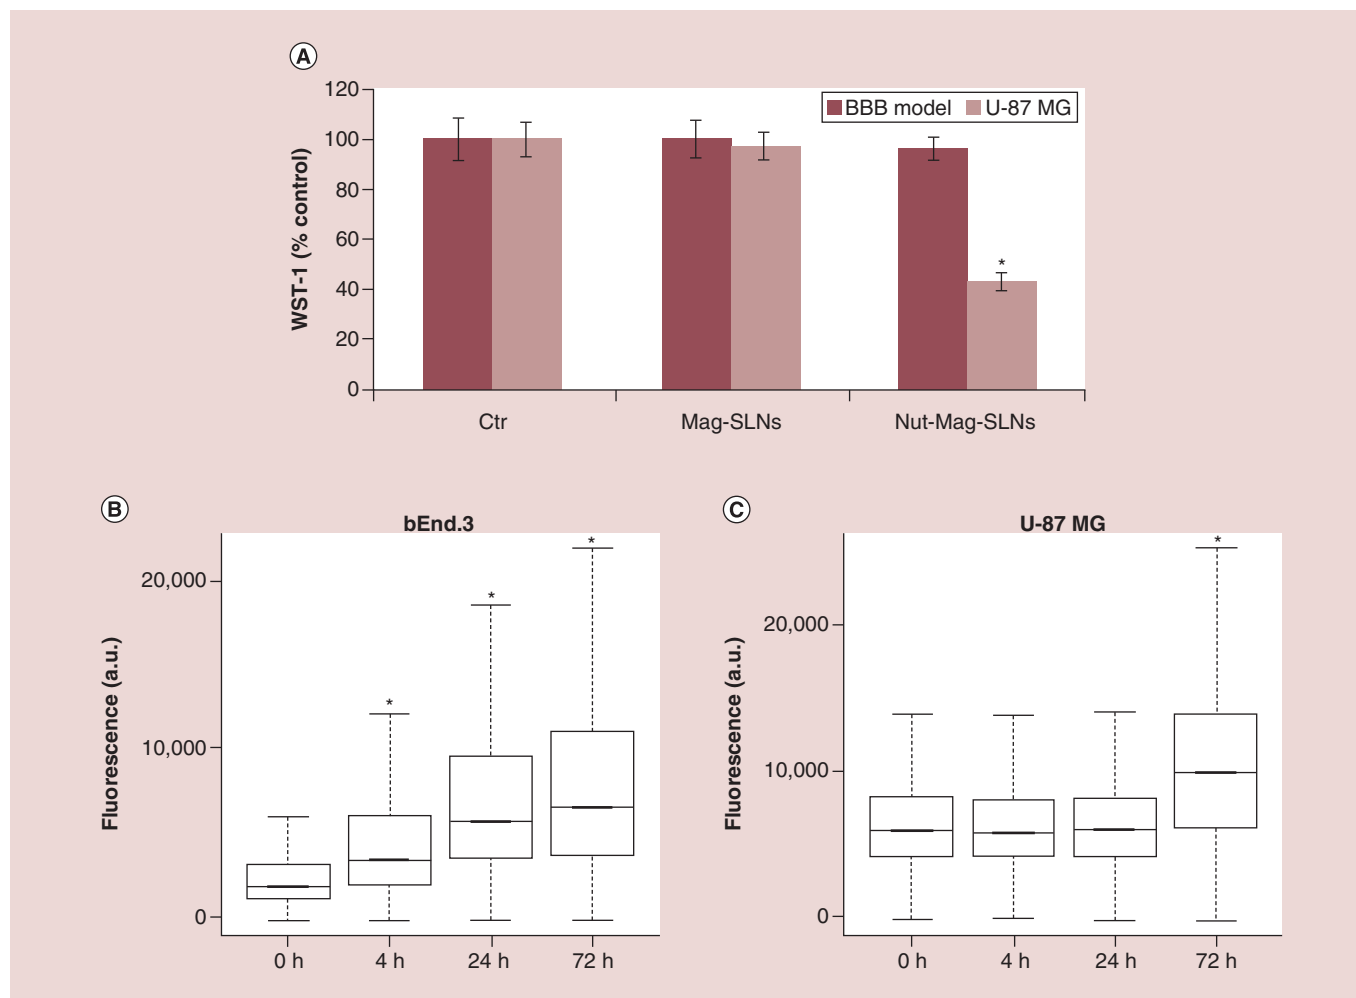 A
120
100
80
60
40
20
0
WST-1 (% control)
BBB model
U-87 MG
*
Ctr
Mag-SLNs
Nut-Mag-SLNs
B
bEnd.3
20,000
10,000
0
Fluorescence (a.u.)
*
*
*
0 h
4 h
24 h
72 h
C
U-87 MG
20,000
10,000
0
Fluorescence (a.u.)
*
0 h
4 h
24 h
72 h